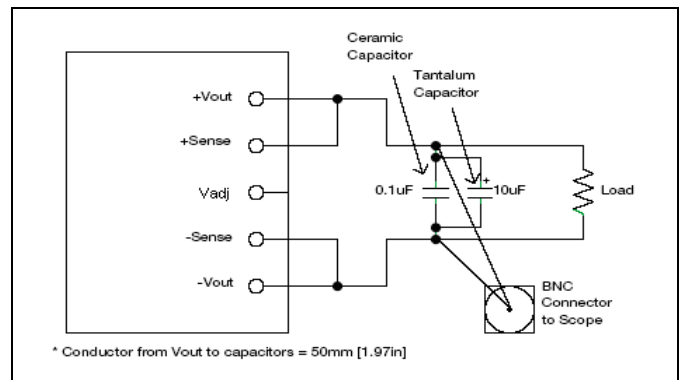 Ceramic
Capacitor
Tantalum
Capacitor
+Vout
+Sense
Vadj
-Sense
-Vout
0.1uF
+
10uF
Load
BNC
Connector
to Scope
* Conductor from Vout to capacitors = 50mm [1.97in]